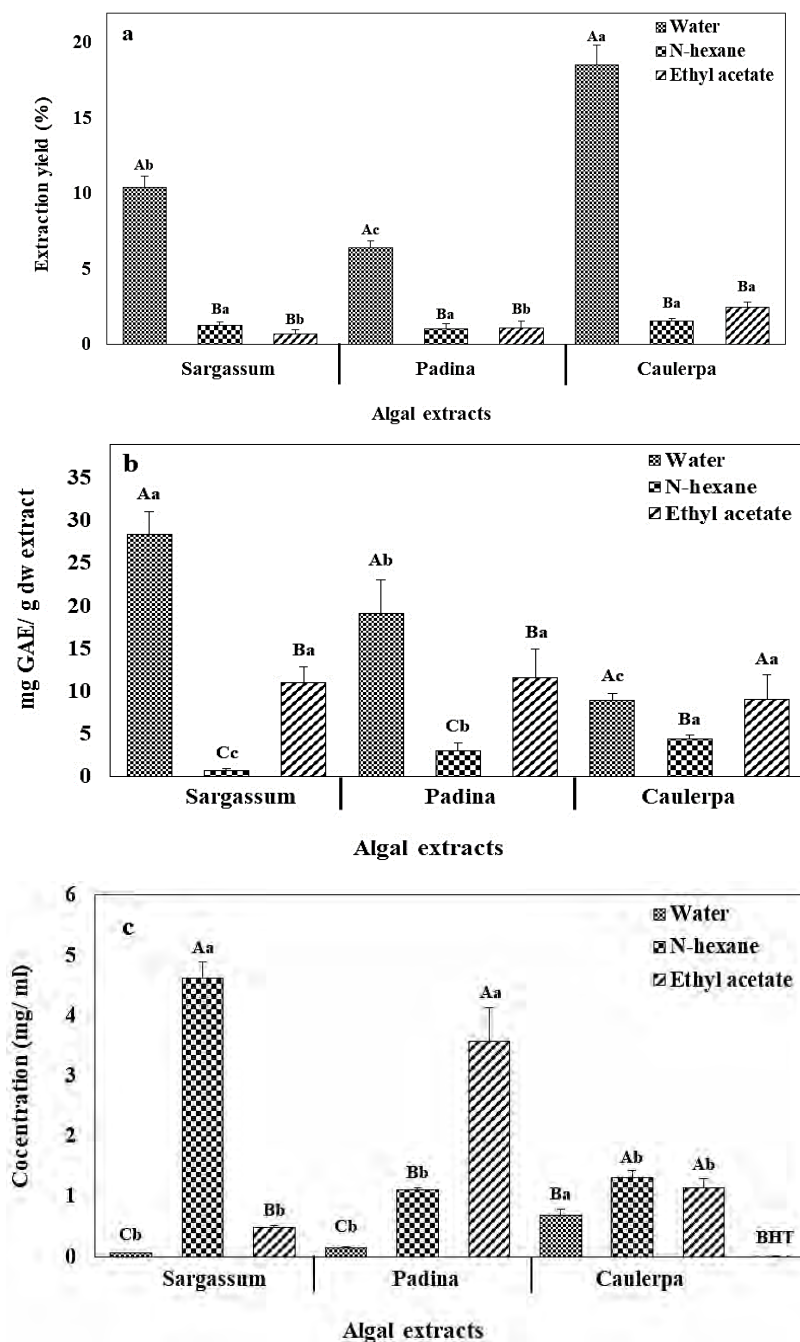 a
Water
N-hexane
Ethyl acetate
Extraction yield (%)
20
15
10
5
0
Ab
Ba
Bb
Ac
Ba
Bb
Aa
Ba
Ba
Sargassum
Padina
Caulerpa
Algal extracts
b
Water
N-hexane
Ethyl acetate
mg GAE/ g dw extract
35
30
25
20
15
10
5
0
Aa
Cc
Ba
Ab
Cb
Ba
Ac
Ba
Aa
Sargassum
Padina
Caulerpa
Algal extracts
c
Water
N-hexane
Ethyl acetate
Cocentration (mg/ ml)
6
5
4
3
2
1
0
Cb
Aa
Bb
Cb
Bb
Aa
Ba
Ab
Ab
BHT
Sargassum
Padina
Caulerpa
Algal extracts